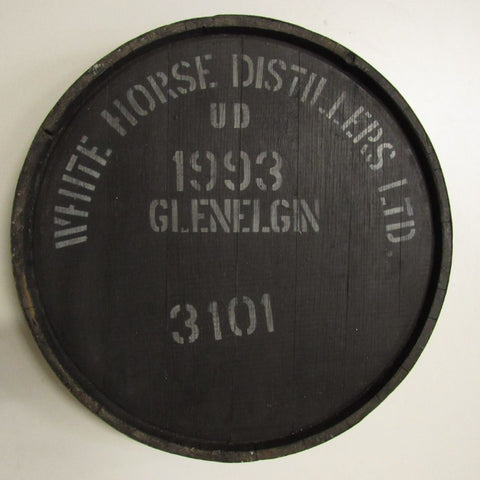 WHITE HORSE DISTILLERS LTD.
UD
1993
GLENELGIN
3101